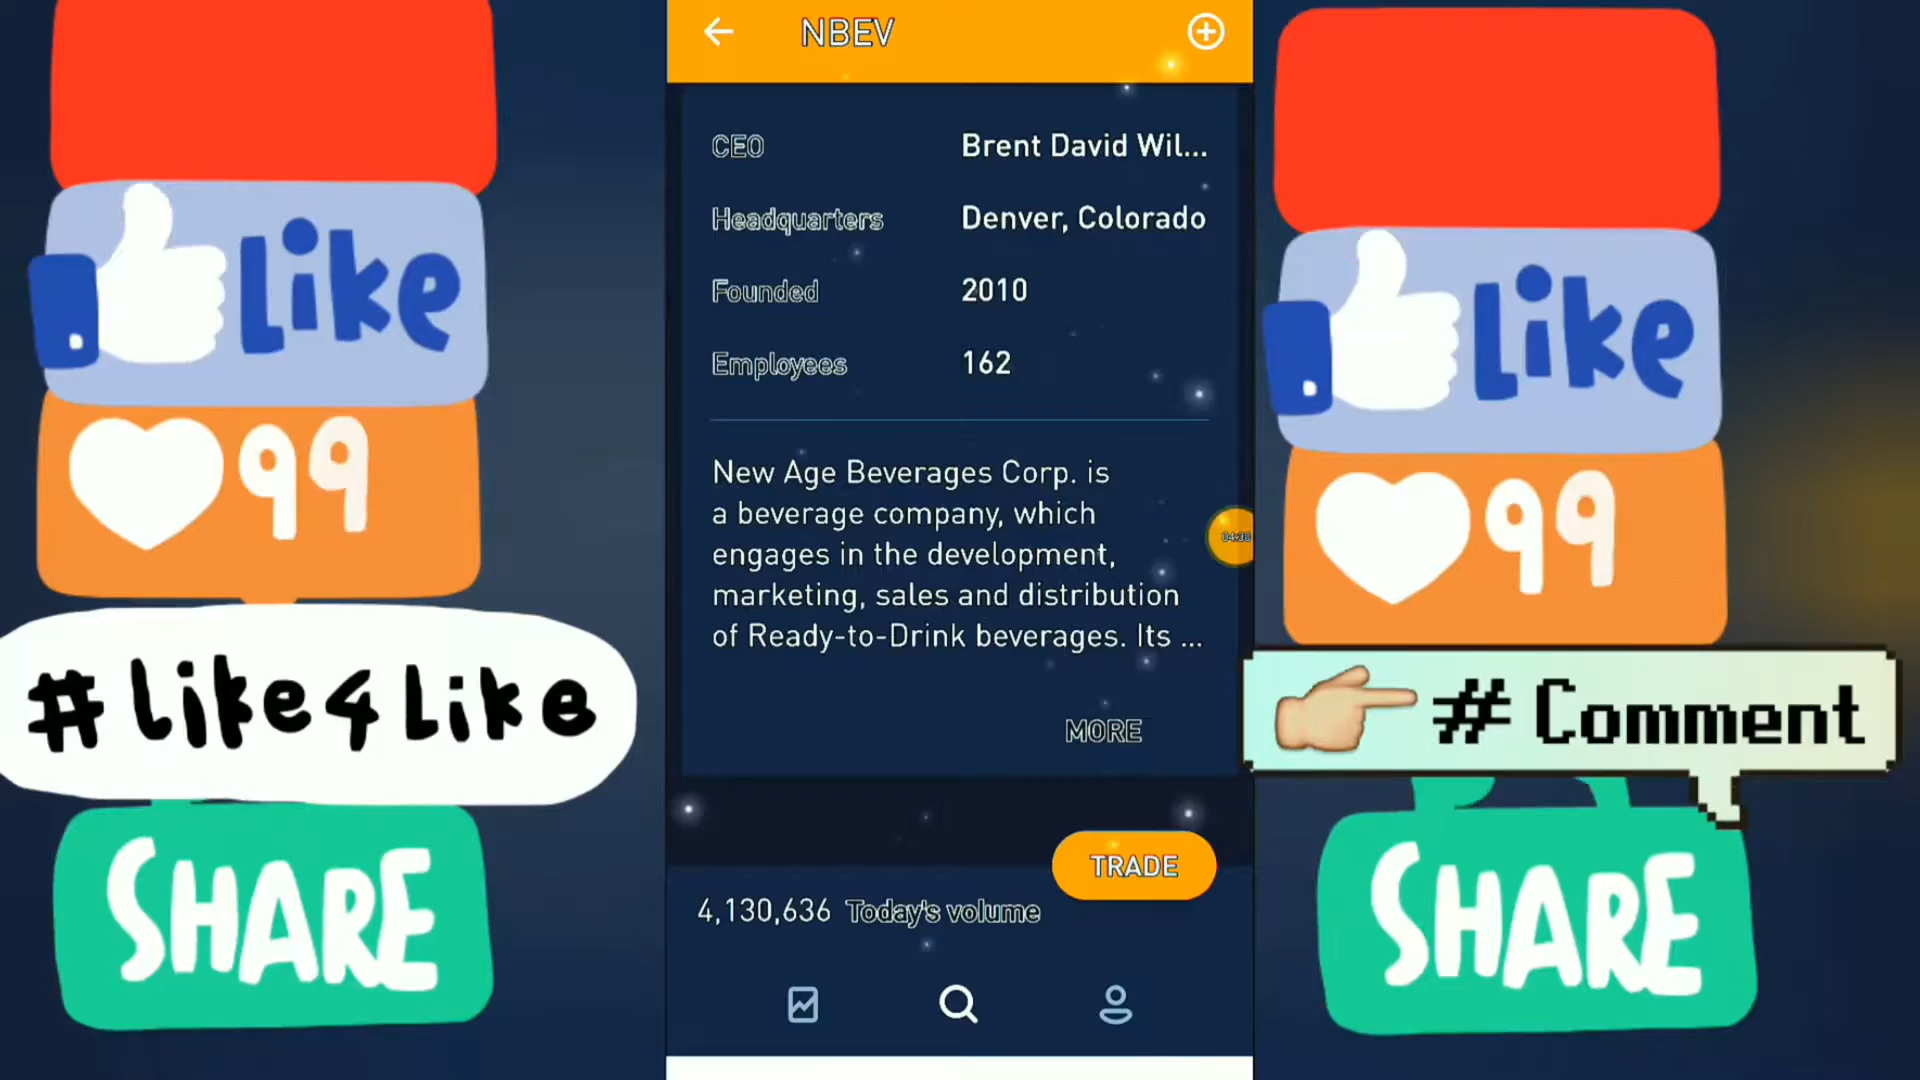 NBEV
CEO Brent David Wil...
Headquarters Denver, Colorado
Founded 2010
Employees 162
New Age Beverages Corp. is
a beverage company, which
engages in the development,
marketing, sales and distribution
of Ready-to-Drink beverages. Its ...
MORE
TRADE
4,130,636 Today's volume
04:30
Like
99
#Like4Like
SHARE
Like
99
# Comment
SHARE